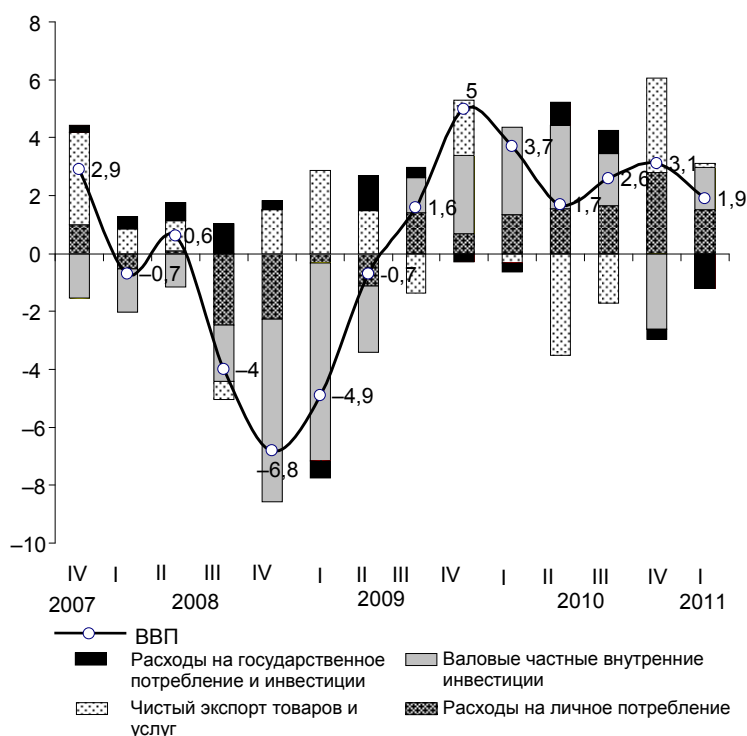 8
6
4
2
0
-2
-4
-6
-8
–10
2,9
–0,7
0,6
–4
–6,8
–4,9
-0,7
1,6
5
3,7
1,7
2,6
3,1
1,9
IV I II III IV I II III IV I II III IV I
2007 2008 2009 2010 2011
ВВП
Расходы на государственное
потребление и инвестиции
Валовые частные внутренние
инвестиции
Чистый экспорт товаров и
услуг
Расходы на личное потребление